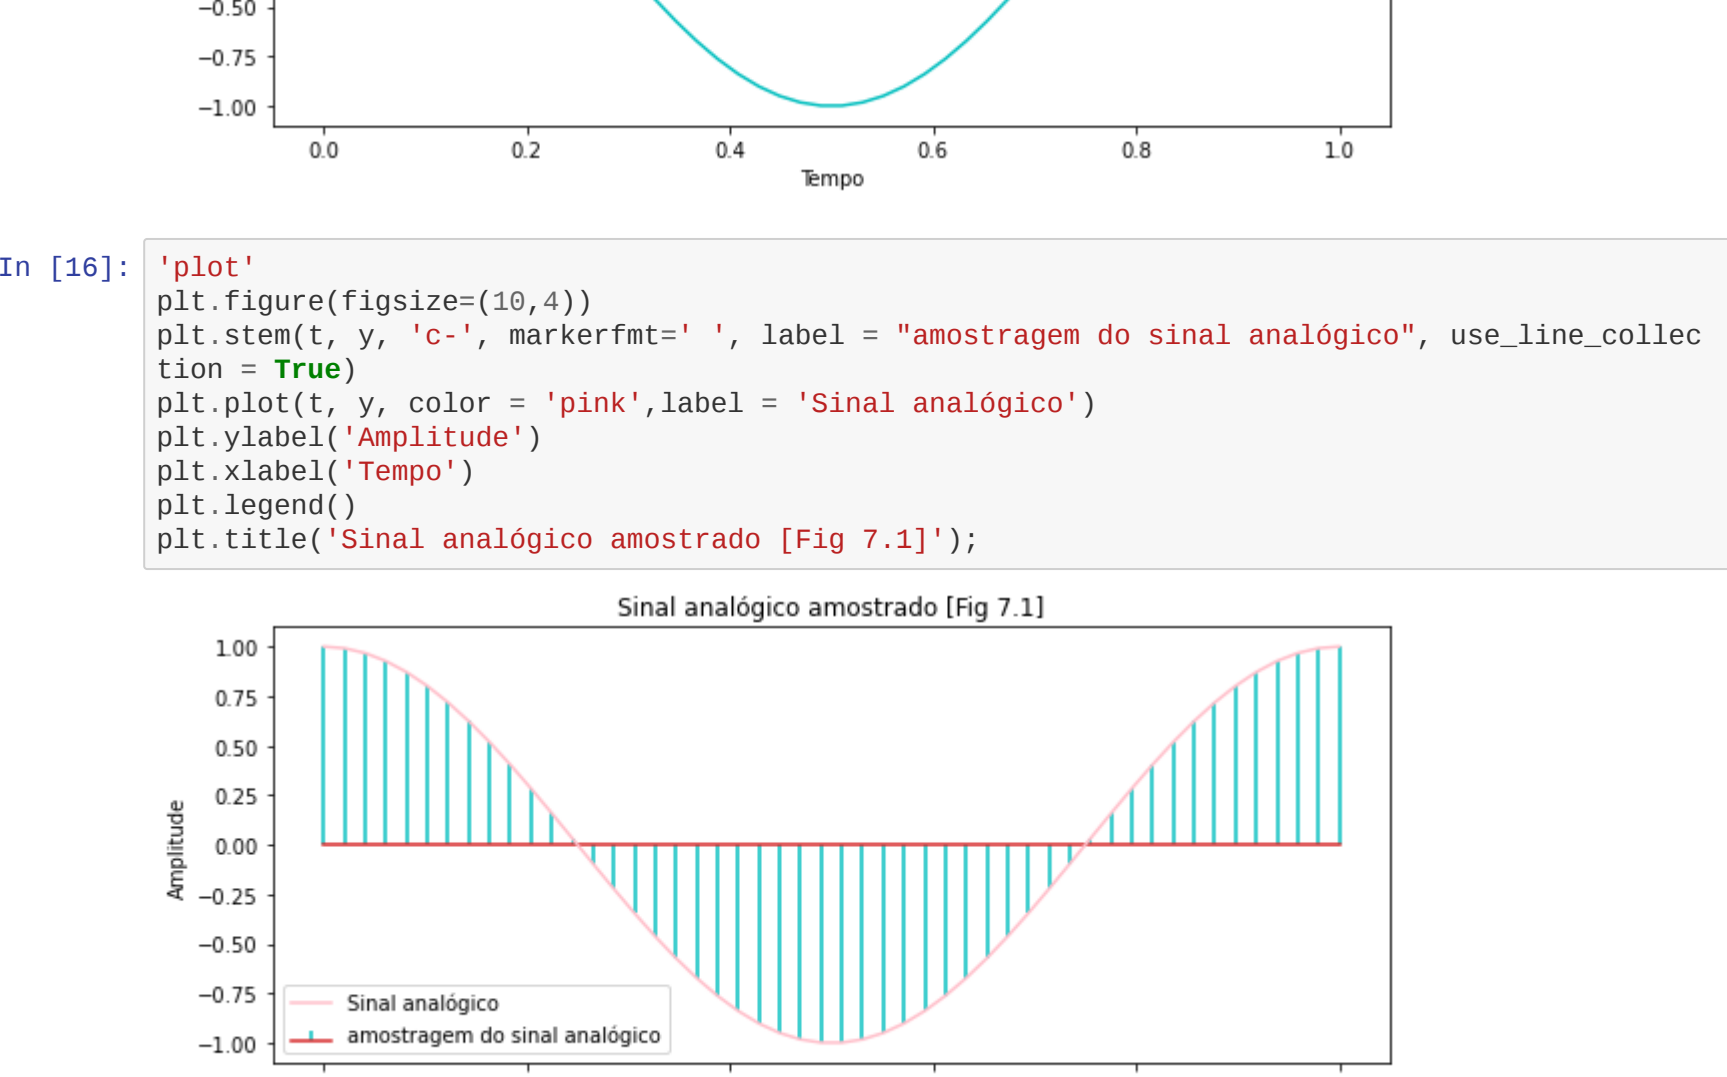 −0.50
−0.75
−1.00
0.0 0.2 0.4 0.6 0.8 1.0
Tempo
In [16]: 'plot'
plt.figure(figsize=(10,4))
plt.stem(t, y, 'c-', markerfmt=' ', label = "amostragem do sinal analógico", use_line_collec
tion = True)
plt.plot(t, y, color = 'pink',label = 'Sinal analógico')
plt.ylabel('Amplitude')
plt.xlabel('Tempo')
plt.legend()
plt.title('Sinal analógico amostrado [Fig 7.1]');
Sinal analógico amostrado [Fig 7.1]
1.00
0.75
0.50
0.25
0.00
−0.25
−0.50
−0.75
−1.00
Amplitude
Sinal analógico
amostragem do sinal analógico